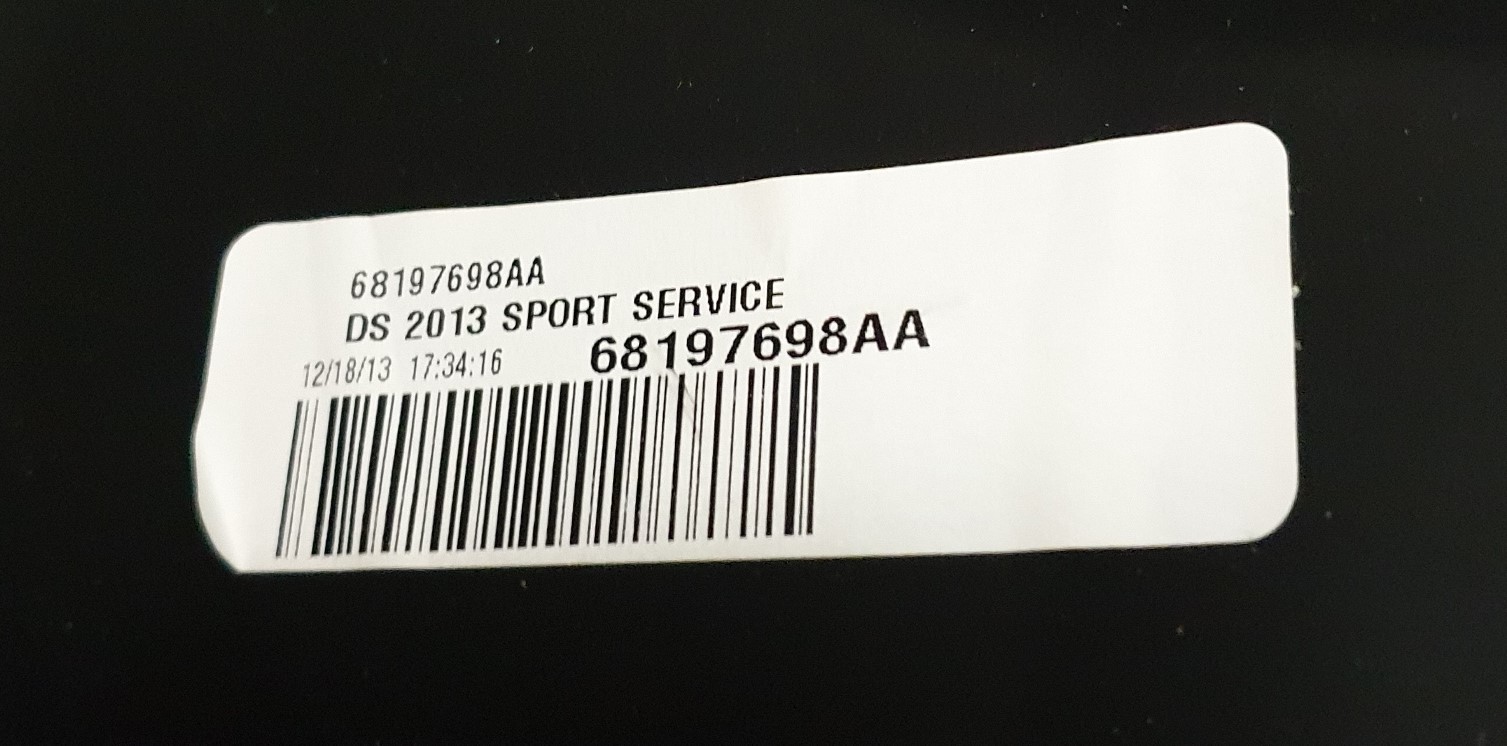 68197698AA
DS 2013 SPORT SERVICE
12/18/13 17:34:16 68197698AA